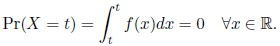 Pr(X = t) = ∫_t^t f(x)dx = 0 ∀x ∈ ℝ.